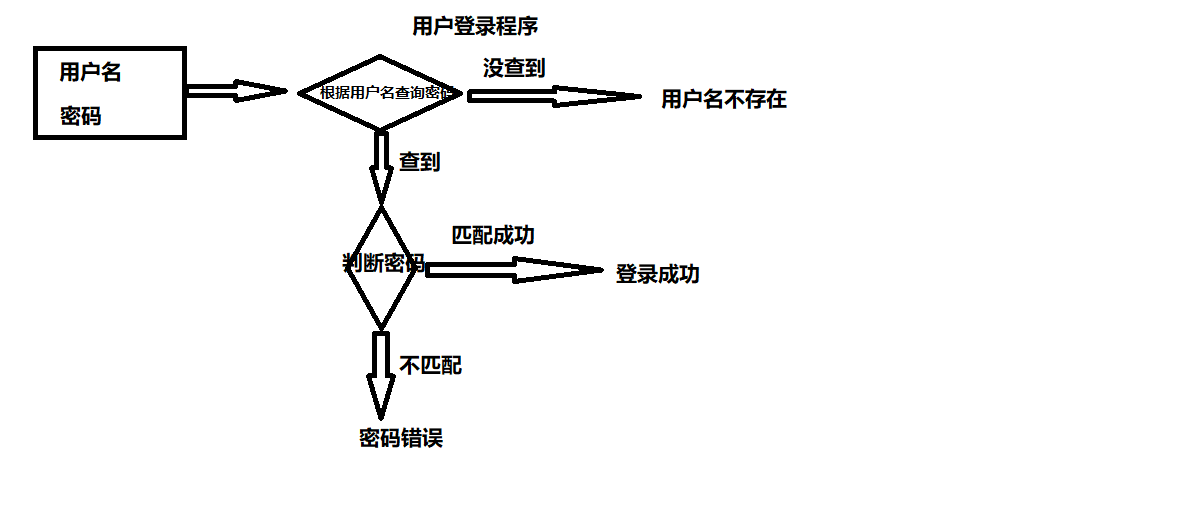 用户登录程序
用户名
密码
根据用户名查询密码
没查到
用户名不存在
查到
判断密码
匹配成功
登录成功
不匹配
密码错误